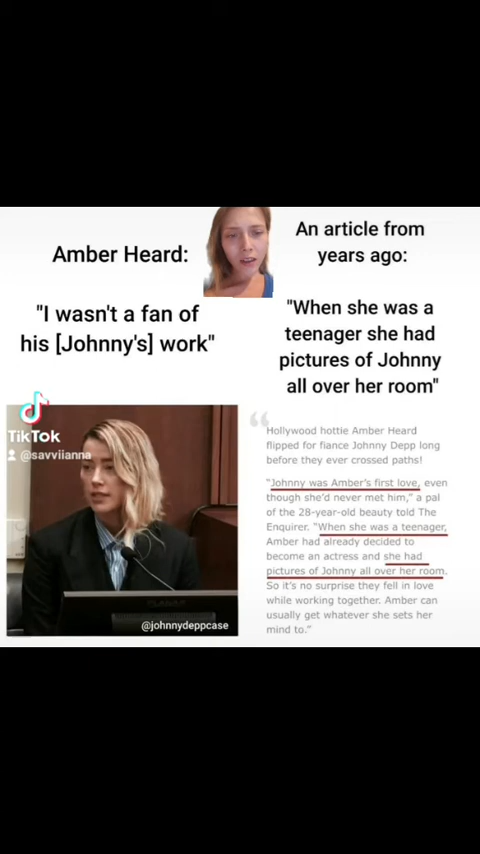 Amber Heard:
"I wasn't a fan of
his [Johnny's] work"
An article from
years ago:
"When she was a
teenager she had
pictures of Johnny
all over her room"
TikTok
@savviianna
@johnnydeppcase
“
Hollywood hottie Amber Heard
flipped for fiance Johnny Depp long
before they ever crossed paths!
"Johnny was Amber's first love, even
though she'd never met him," a pal
of the 28-year-old beauty told The
Enquirer. "When she was a teenager,
Amber had already decided to
become an actress and she had
pictures of Johnny all over her room.
So it's no surprise they fell in love
while working together. Amber can
usually get whatever she sets her
mind to."